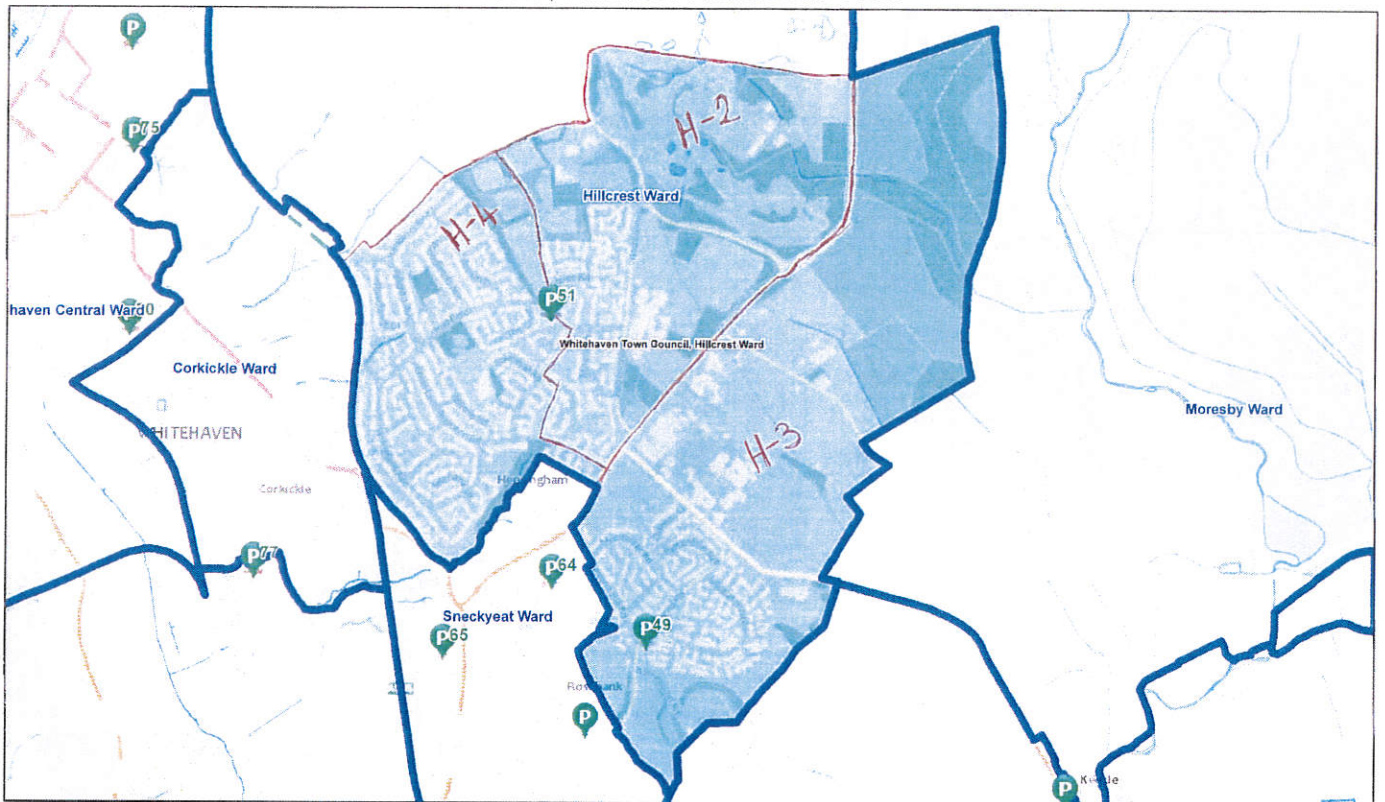 P
P75
H-2
Hillcrest Ward
H-4
P51
haven Central Ward
P
Whitehaven Town Council, Hillcrest Ward
Corkickle Ward
Moresby Ward
WHITEHAVEN
H-3
Corkickle
Hensingham
P77
P64
Sneckyeat Ward
P65
P49
P
P